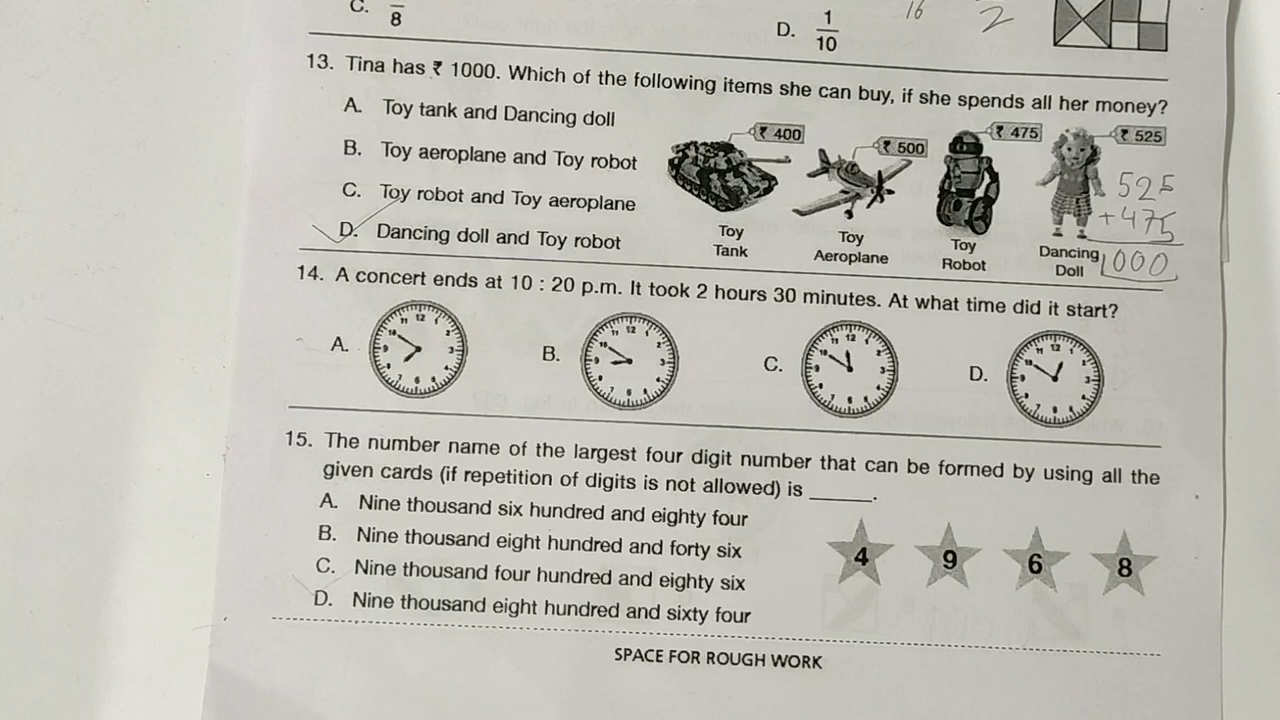 C. 8
D. 1/10
16
2
13. Tina has ₹ 1000. Which of the following items she can buy, if she spends all her money?
A. Toy tank and Dancing doll
B. Toy aeroplane and Toy robot
C. Toy robot and Toy aeroplane
D. Dancing doll and Toy robot
₹ 400
₹ 500
₹ 475
₹ 525
Toy Tank
Toy Aeroplane
Toy Robot
Dancing Doll
525
+475
1000
14. A concert ends at 10 : 20 p.m. It took 2 hours 30 minutes. At what time did it start?
A.
B.
C.
D.
15. The number name of the largest four digit number that can be formed by using all the
given cards (if repetition of digits is not allowed) is ______.
A. Nine thousand six hundred and eighty four
B. Nine thousand eight hundred and forty six
C. Nine thousand four hundred and eighty six
D. Nine thousand eight hundred and sixty four
4 9 6 8
SPACE FOR ROUGH WORK